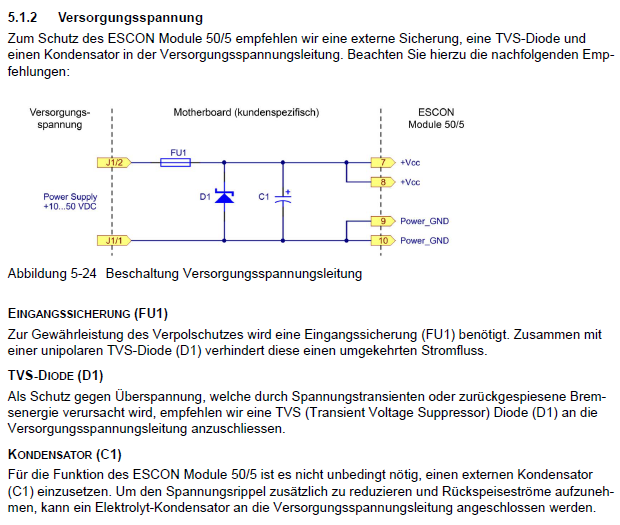 5.1.2 Versorgungsspannung
Zum Schutz des ESCON Module 50/5 empfehlen wir eine externe Sicherung, eine TVS-Diode und
einen Kondensator in der Versorgungsspannungsleitung. Beachten Sie hierzu die nachfolgenden Emp-
fehlungen:
Versorgungs-
spannung
Motherboard (kundenspezifisch)
ESCON
Module 50/5
FU1
J1/2
7 +Vcc
8 +Vcc
Power Supply
+10...50 VDC
D1
C1
+
9 Power_GND
J1/1
10 Power_GND
Abbildung 5-24 Beschaltung Versorgungsspannungsleitung
EINGANGSSICHERUNG (FU1)
Zur Gewährleistung des Verpolschutzes wird eine Eingangssicherung (FU1) benötigt. Zusammen mit
einer unipolaren TVS-Diode (D1) verhindert diese einen umgekehrten Stromfluss.
TVS-DIODE (D1)
Als Schutz gegen Überspannung, welche durch Spannungstransienten oder zurückgespiesene Brem-
senergie verursacht wird, empfehlen wir eine TVS (Transient Voltage Suppressor) Diode (D1) an die
Versorgungsspannungsleitung anzuschliessen.
KONDENSATOR (C1)
Für die Funktion des ESCON Module 50/5 ist es nicht unbedingt nötig, einen externen Kondensator
(C1) einzusetzen. Um den Spannungsrippel zusätzlich zu reduzieren und Rückspeiseströme aufzuneh-
men, kann ein Elektrolyt-Kondensator an die Versorgungsspannungsleitung angeschlossen werden.